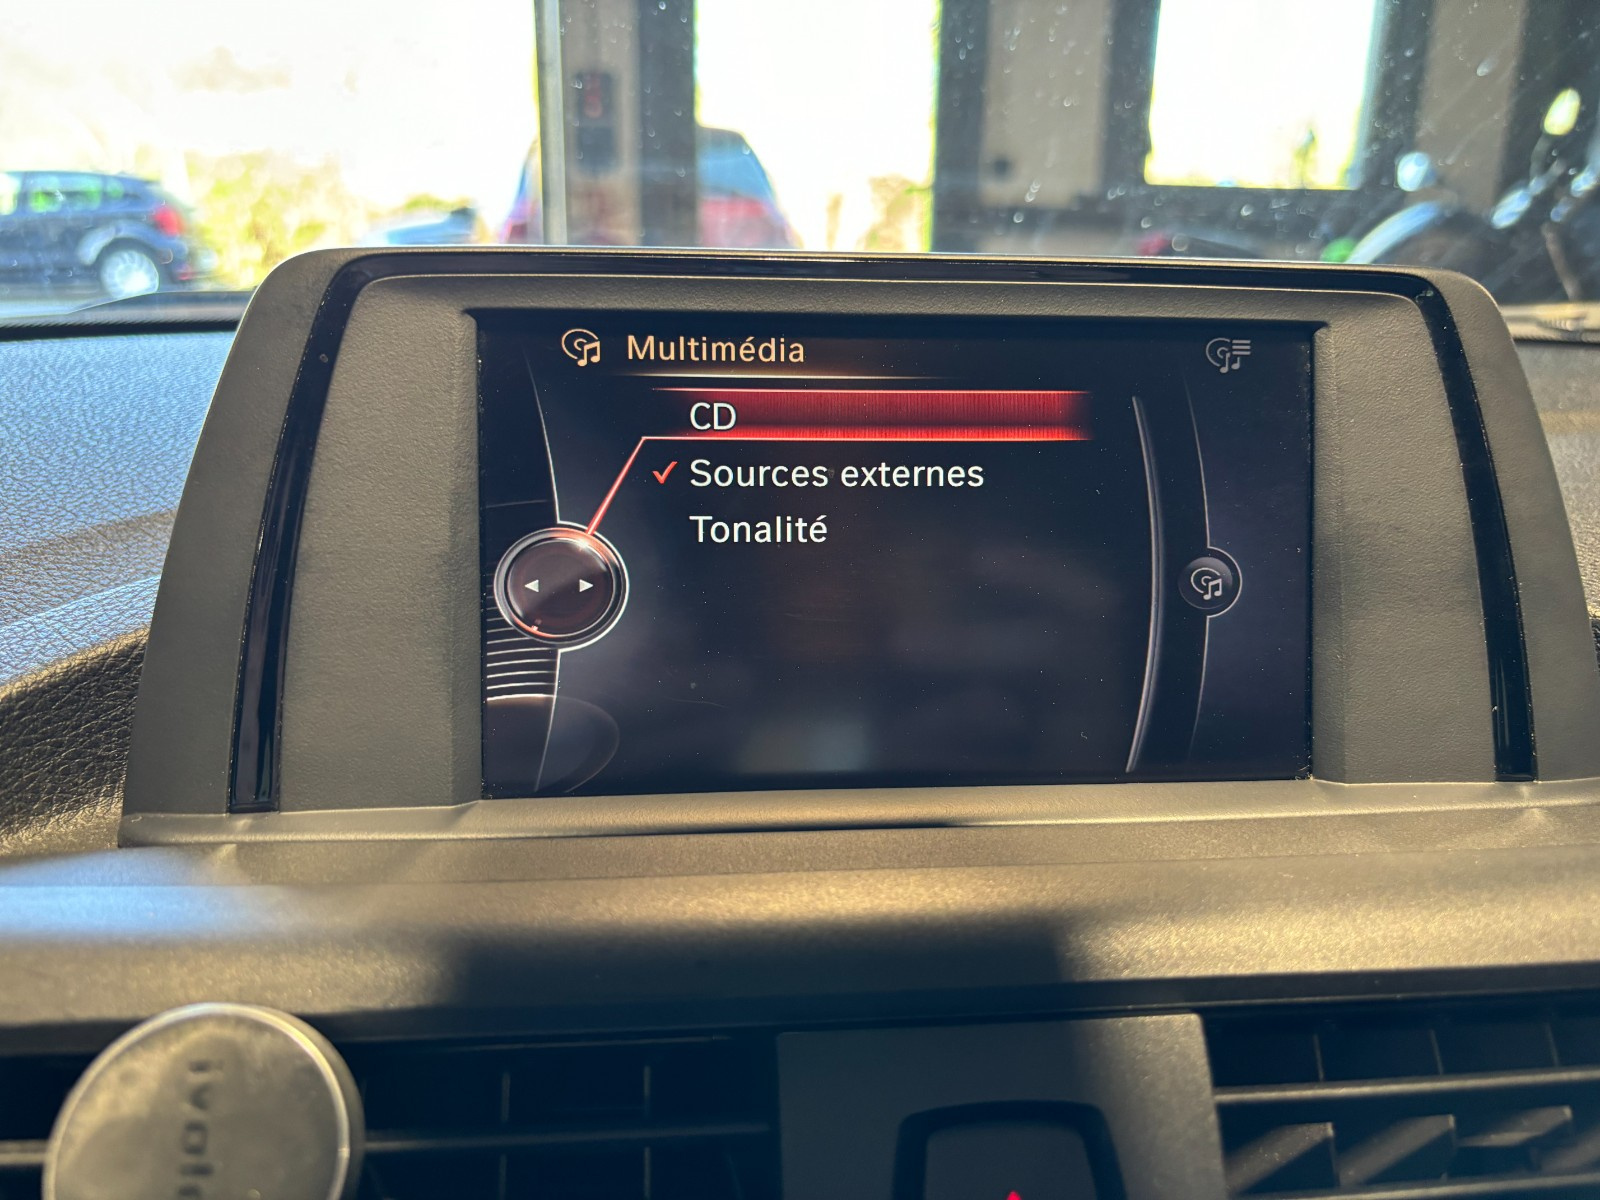 Multimédia
CD
Sources externes
Tonalité